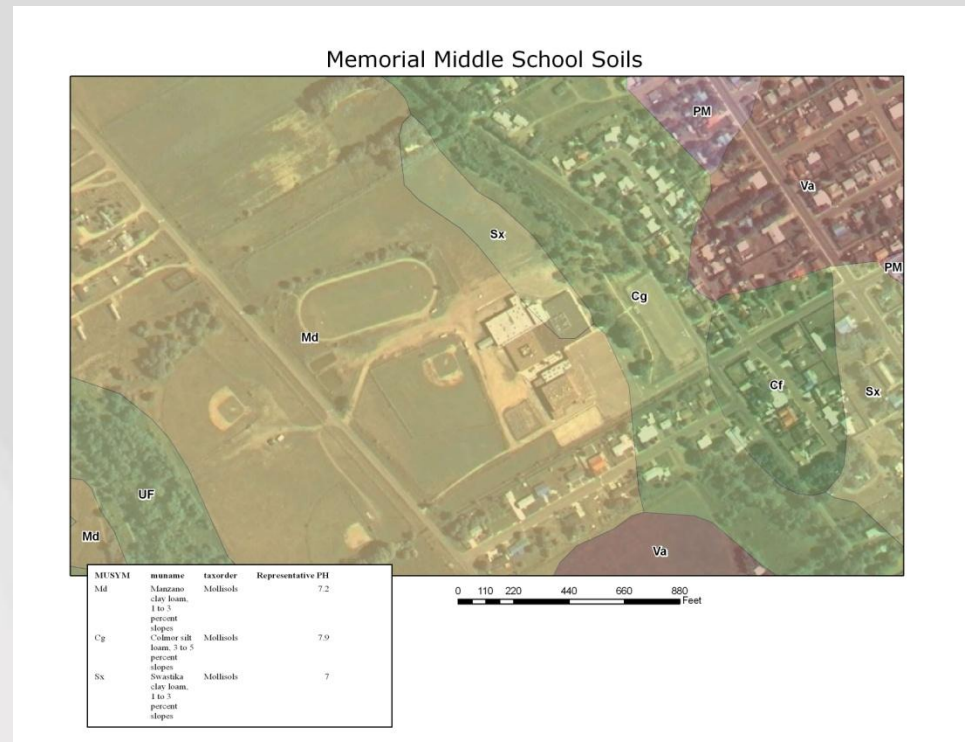 Memorial Middle School Soils
PM
Va
Sx
PM
Cg
Md
Cf
Sx
UF
Md
Va
MUSYM muname taxorder Representative PH
Md Manzano Mollisols 7.2
clay loam,
1 to 3
percent
slopes
Cg Colmor silt Mollisols 7.9
loam, 3 to 5
percent
slopes
Sx Swastika Mollisols 7
clay loam,
1 to 3
percent
slopes
0 110 220 440 660 880
Feet